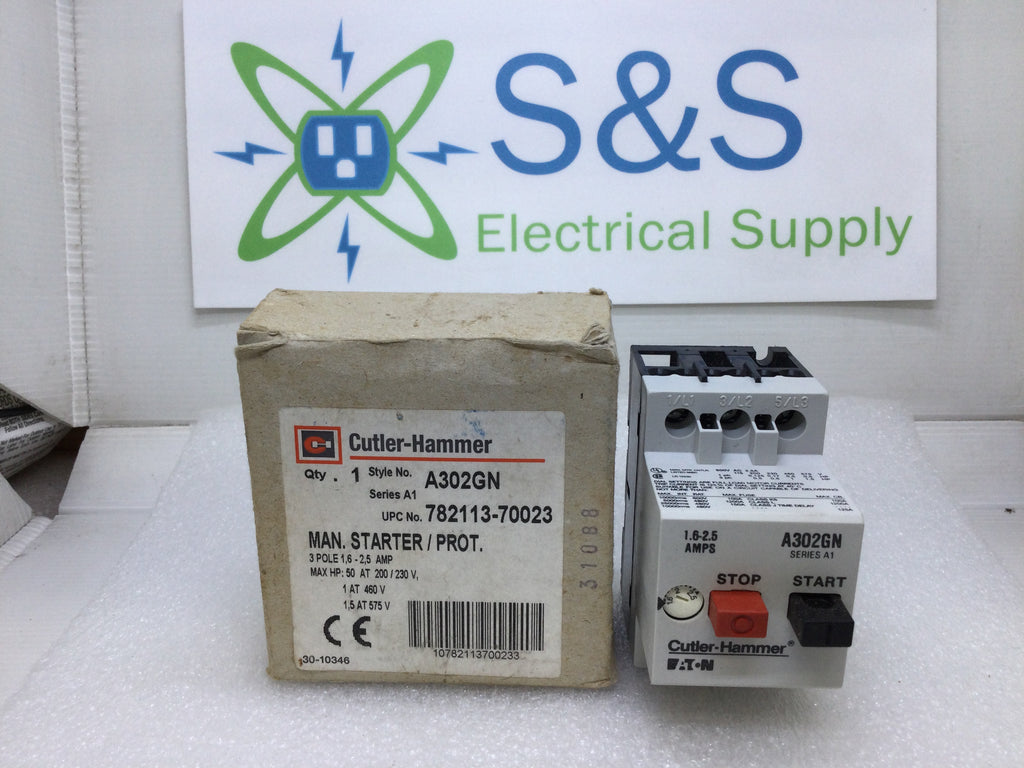 S&S
Electrical Supply
Cutler-Hammer
Qty . 1 Style No. A302GN
Series A1
UPC No. 782113-70023
MAN. STARTER / PROT.
3 POLE 1,6 - 2,5 AMP
MAX HP: 50 AT 200 / 230 V,
1 AT 460 V
1,5 AT 575 V
CE
10782113700233
30-10346
31088
1/L1 3/L2 5/L3
1.6-2.5
AMPS
A302GN
SERIES A1
STOP START
Cutler-Hammer®
EATON